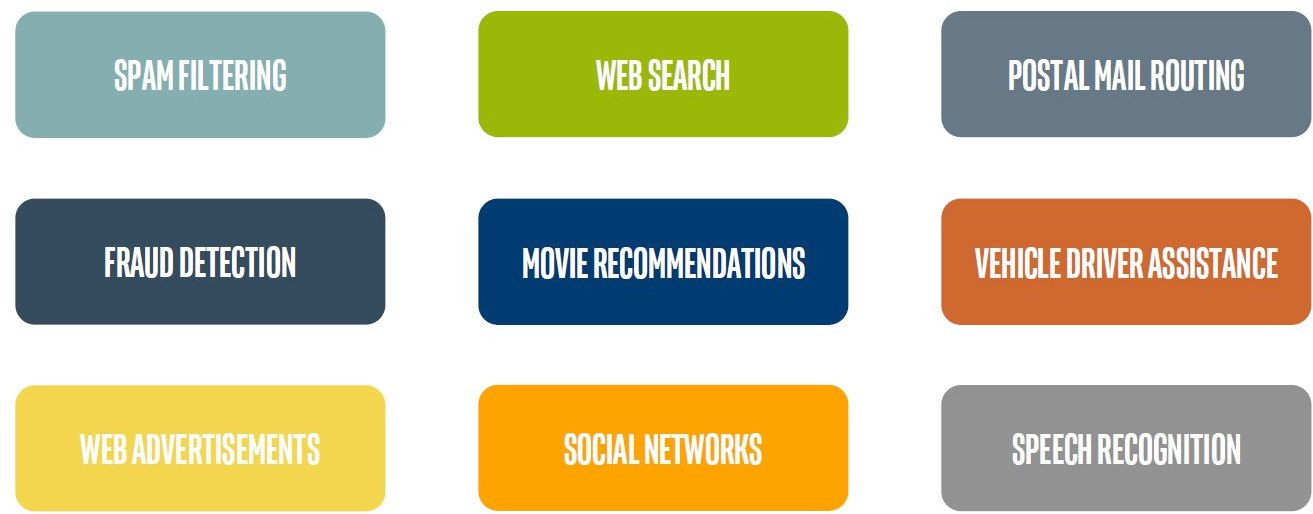 SPAM FILTERING
WEB SEARCH
POSTAL MAIL ROUTING
FRAUD DETECTION
MOVIE RECOMMENDATIONS
VEHICLE DRIVER ASSISTANCE
WEB ADVERTISEMENTS
SOCIAL NETWORKS
SPEECH RECOGNITION